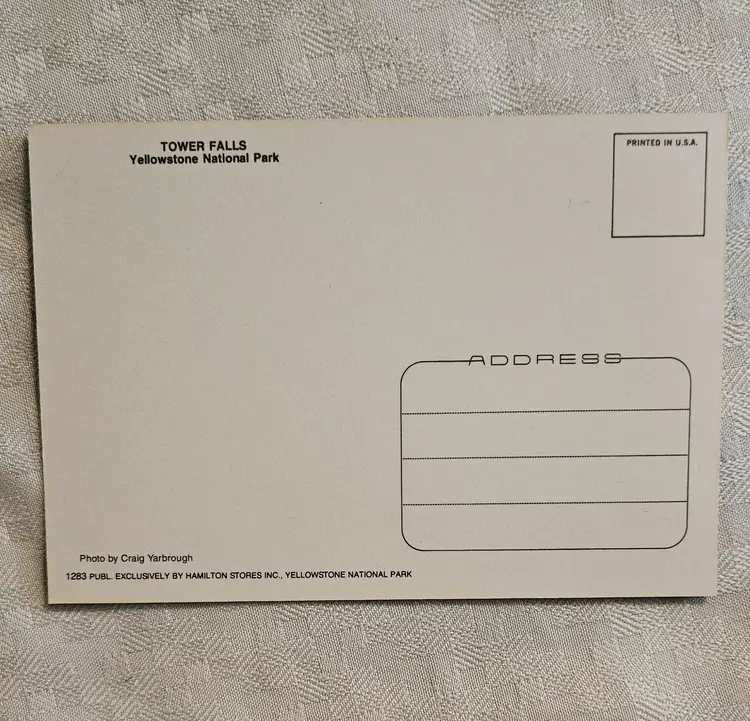 TOWER FALLS
Yellowstone National Park
PRINTED IN U.S.A.
ADDRESS
Photo by Craig Yarbrough
1283 PUBL. EXCLUSIVELY BY HAMILTON STORES INC., YELLOWSTONE NATIONAL PARK